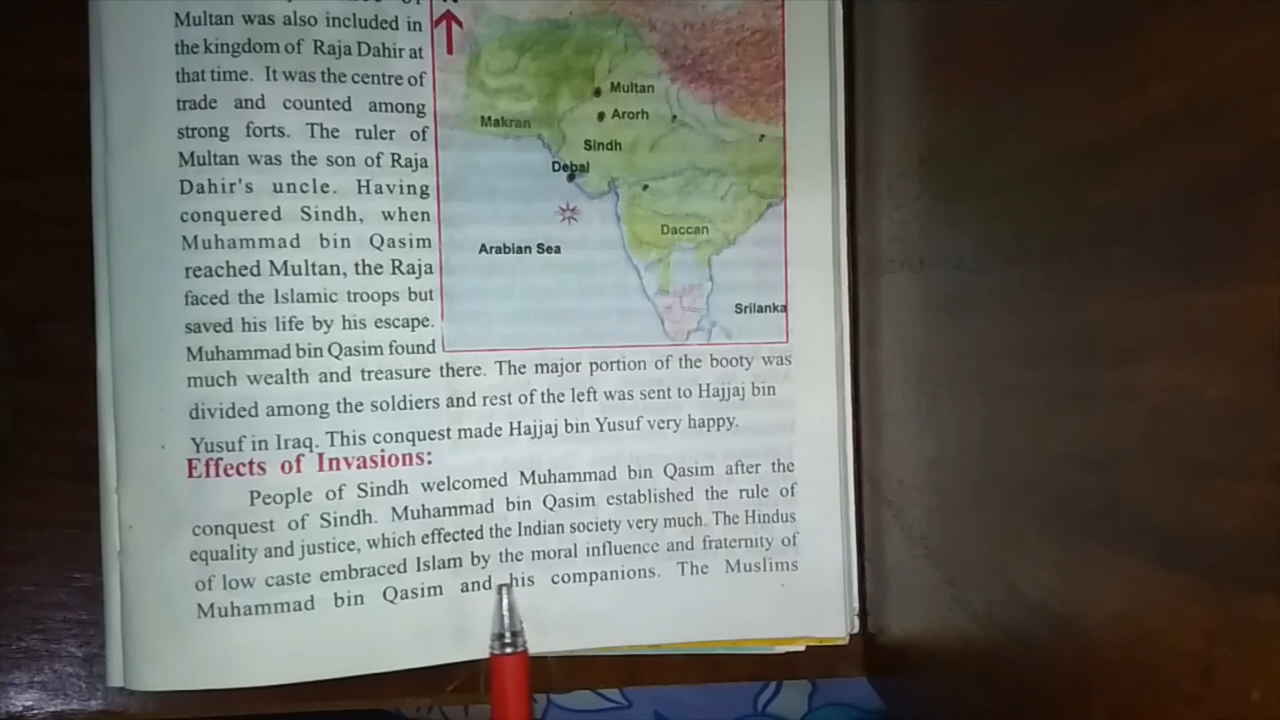 Multan was also included in
the kingdom of Raja Dahir at
that time. It was the centre of
trade and counted among
strong forts. The ruler of
Multan was the son of Raja
Dahir's uncle. Having
conquered Sindh, when
Muhammad bin Qasim
reached Multan, the Raja
faced the Islamic troops but
saved his life by his escape.
Muhammad bin Qasim found
much wealth and treasure there. The major portion of the booty was
divided among the soldiers and rest of the left was sent to Hajjaj bin
Yusuf in Iraq. This conquest made Hajjaj bin Yusuf very happy.
Effects of Invasions:
People of Sindh welcomed Muhammad bin Qasim after the
conquest of Sindh. Muhammad bin Qasim established the rule of
equality and justice, which effected the Indian society very much. The Hindus
of low caste embraced Islam by the moral influence and fraternity of
Muhammad bin Qasim and his companions. The Muslims
Multan
Arorh
Makran
Sindh
Debal
Daccan
Arabian Sea
Srilanka